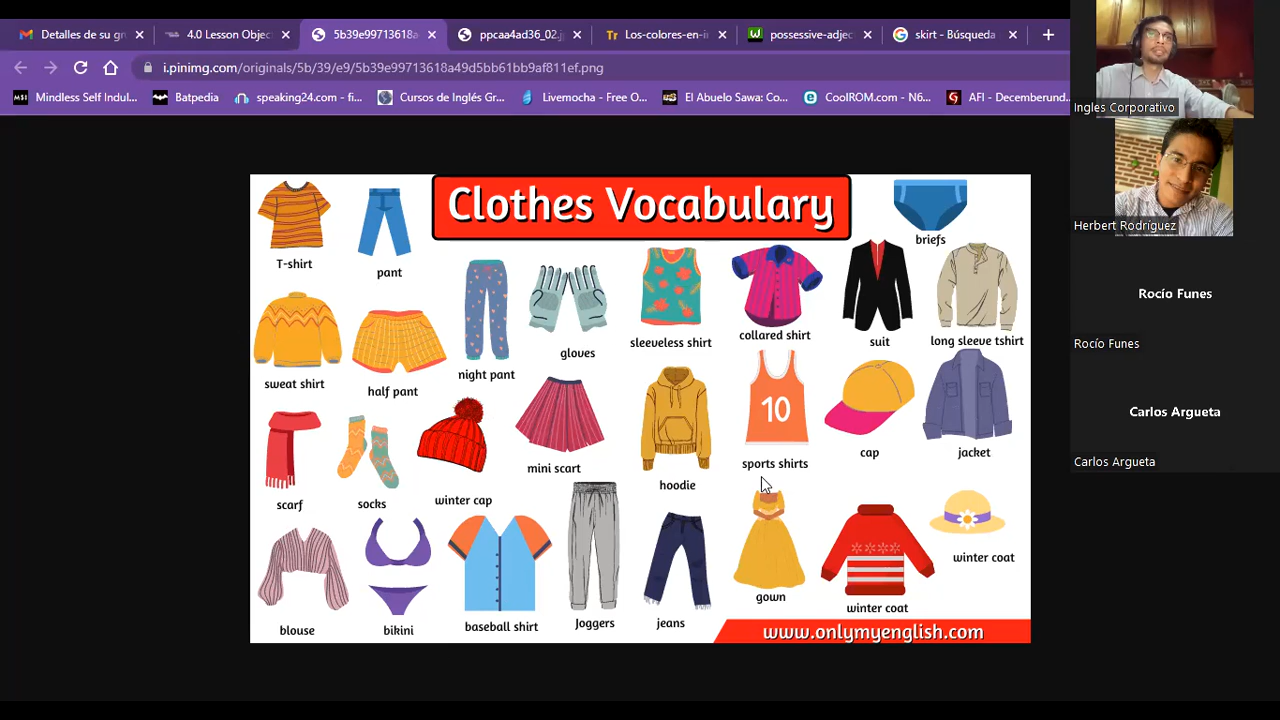 Detalles de su gr
4.0 Lesson Objec
5b39e99713618a
ppcaa4ad36_02.j
Los-colores-en-i
possessive-adjec
skirt - Búsqueda
i.pinimg.com/originals/5b/39/e9/5b39e99713618a49d5bb61bb9af811ef.png
Mindless Self Indul...
Batpedia
speaking24.com - fi...
Cursos de Inglés Gr...
Livemocha - Free O...
El Abuelo Sawa: Co...
CoolROM.com - N6...
AFI - Decemberund...
Ingles Corporativo
Herbert Rodríguez
Rocío Funes
Rocío Funes
Carlos Argueta
Carlos Argueta
Clothes Vocabulary
briefs
T-shirt
pant
gloves
sleeveless shirt
collared shirt
suit
long sleeve tshirt
sweat shirt
half pant
night pant
10
mini scart
hoodie
sports shirts
cap
jacket
scarf
socks
winter cap
blouse
bikini
baseball shirt
Joggers
jeans
gown
winter coat
winter coat
www.onlymyenglish.com